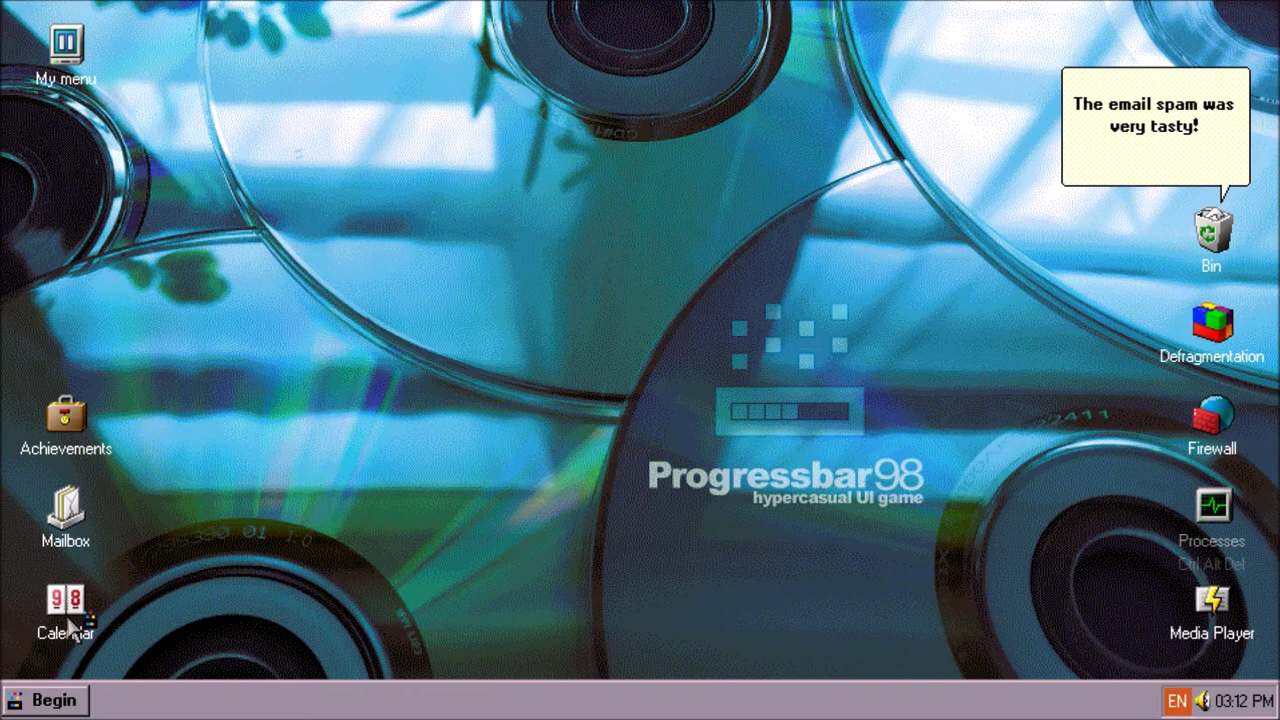 My menu
The email spam was
very tasty!
Bin
Defragmentation
Achievements
Firewall
Progressbar98
hypercasual UI game
Mailbox
Processes
Ctrl Alt Del
98
Calendar
Media Player
Begin
EN
03:12 PM